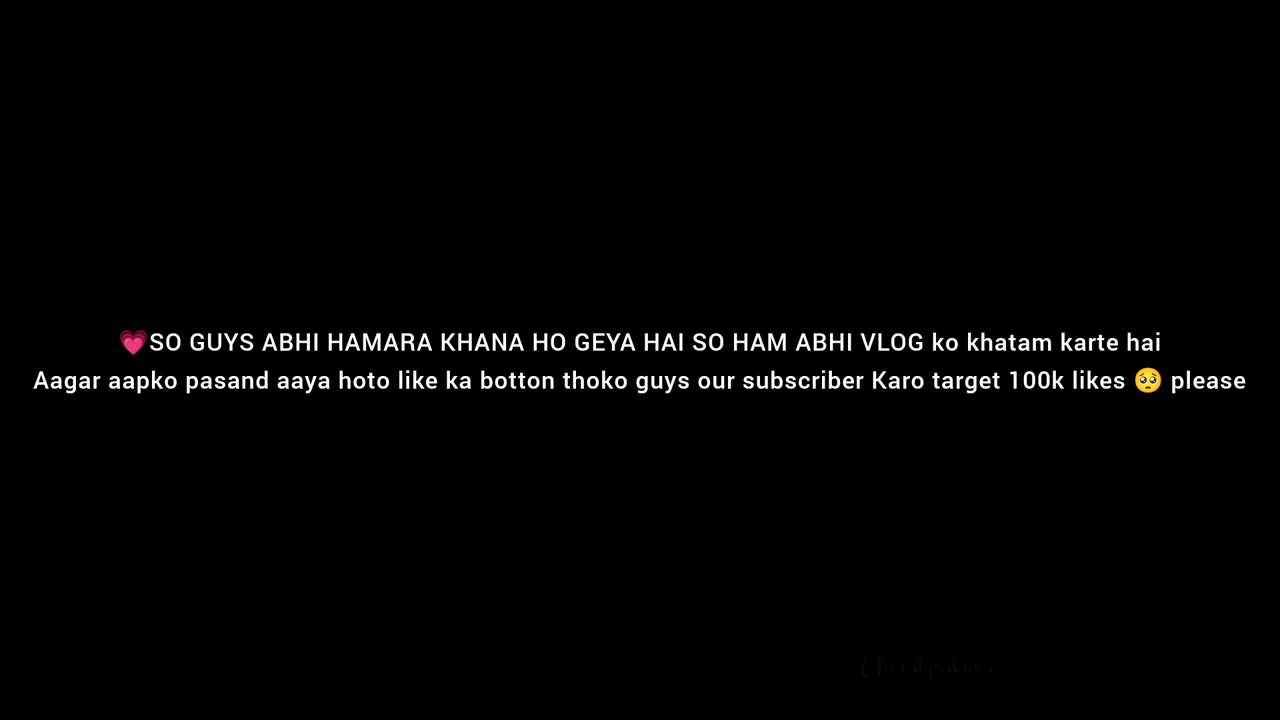 💗SO GUYS ABHI HAMARA KHANA HO GEYA HAI SO HAM ABHI VLOG ko khatam karte hai
Aagar aapko pasand aaya hoto like ka botton thoko guys our subscriber Karo target 100k likes 🥺 please